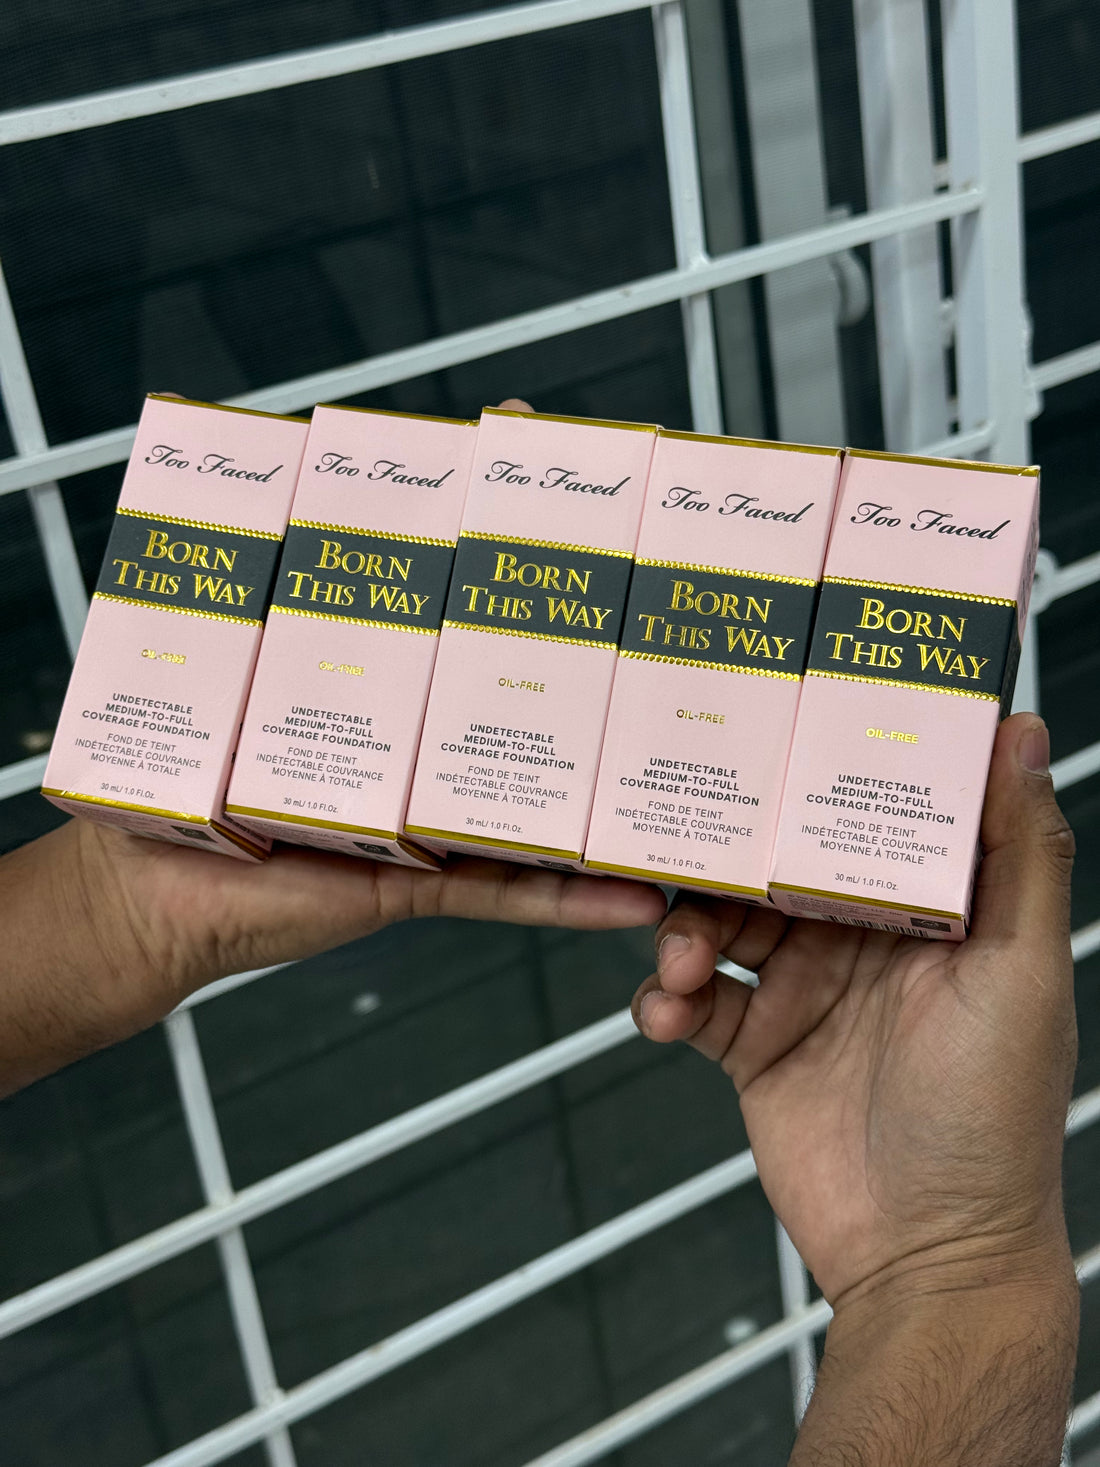 Too Faced
BORN
THIS WAY
OIL-FREE
UNDETECTABLE
MEDIUM-TO-FULL
COVERAGE FOUNDATION
FOND DE TEINT
INDÉTECTABLE COUVRANCE
MOYENNE À TOTALE
30 mL/ 1.0 Fl.Oz.
Too Faced
BORN
THIS WAY
OIL-FREE
UNDETECTABLE
MEDIUM-TO-FULL
COVERAGE FOUNDATION
FOND DE TEINT
INDÉTECTABLE COUVRANCE
MOYENNE À TOTALE
30 mL/ 1.0 Fl.Oz.
Too Faced
BORN
THIS WAY
OIL-FREE
UNDETECTABLE
MEDIUM-TO-FULL
COVERAGE FOUNDATION
FOND DE TEINT
INDÉTECTABLE COUVRANCE
MOYENNE À TOTALE
30 mL/ 1.0 Fl.Oz.
Too Faced
BORN
THIS WAY
OIL-FREE
UNDETECTABLE
MEDIUM-TO-FULL
COVERAGE FOUNDATION
FOND DE TEINT
INDÉTECTABLE COUVRANCE
MOYENNE À TOTALE
30 mL/ 1.0 Fl.Oz.
Too Faced
BORN
THIS WAY
OIL-FREE
UNDETECTABLE
MEDIUM-TO-FULL
COVERAGE FOUNDATION
FOND DE TEINT
INDÉTECTABLE COUVRANCE
MOYENNE À TOTALE
30 mL/ 1.0 Fl.Oz.